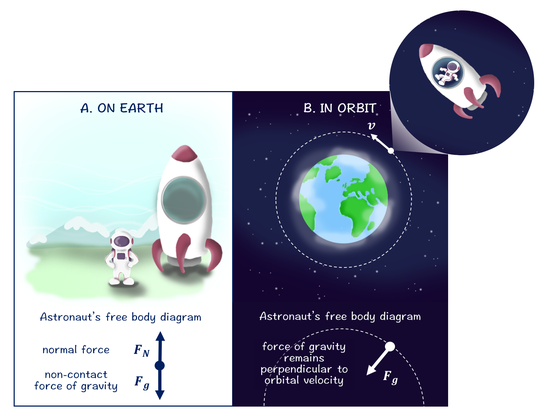 A. ON EARTH
Astronaut's free body diagram
normal force
F_N
non-contact
force of gravity
F_g
B. IN ORBIT
v
Astronaut's free body diagram
force of gravity
remains
perpendicular to
orbital velocity
F_g